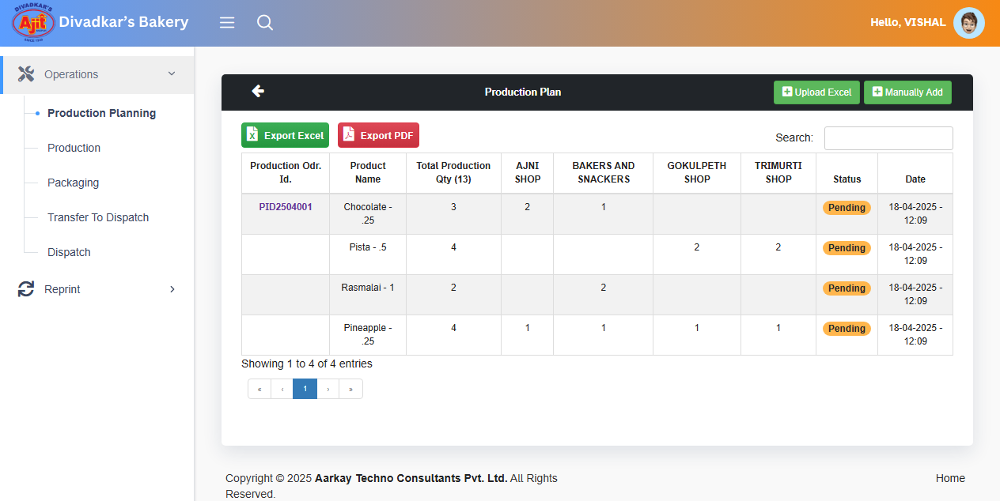 DIVADKAR'S
Ajit
SINCE 1936
Divadkar's Bakery
Hello, VISHAL
Operations
Production Planning
Production
Packaging
Transfer To Dispatch
Dispatch
Reprint
Production Plan
Upload Excel
Manually Add
Export Excel
Export PDF
Search:
Production Odr. Id.
Product Name
Total Production Qty (13)
AJNI SHOP
BAKERS AND SNACKERS
GOKULPETH SHOP
TRIMURTI SHOP
Status
Date
PID2504001 Chocolate - .25 3 2 1 Pending 18-04-2025 - 12:09
Pista - .5 4 2 2 Pending 18-04-2025 - 12:09
Rasmalai - 1 2 2 Pending 18-04-2025 - 12:09
Pineapple - .25 4 1 1 1 1 Pending 18-04-2025 - 12:09
Showing 1 to 4 of 4 entries
« ‹ 1 › »
Copyright © 2025 Aarkay Techno Consultants Pvt. Ltd. All Rights
Reserved.
Home